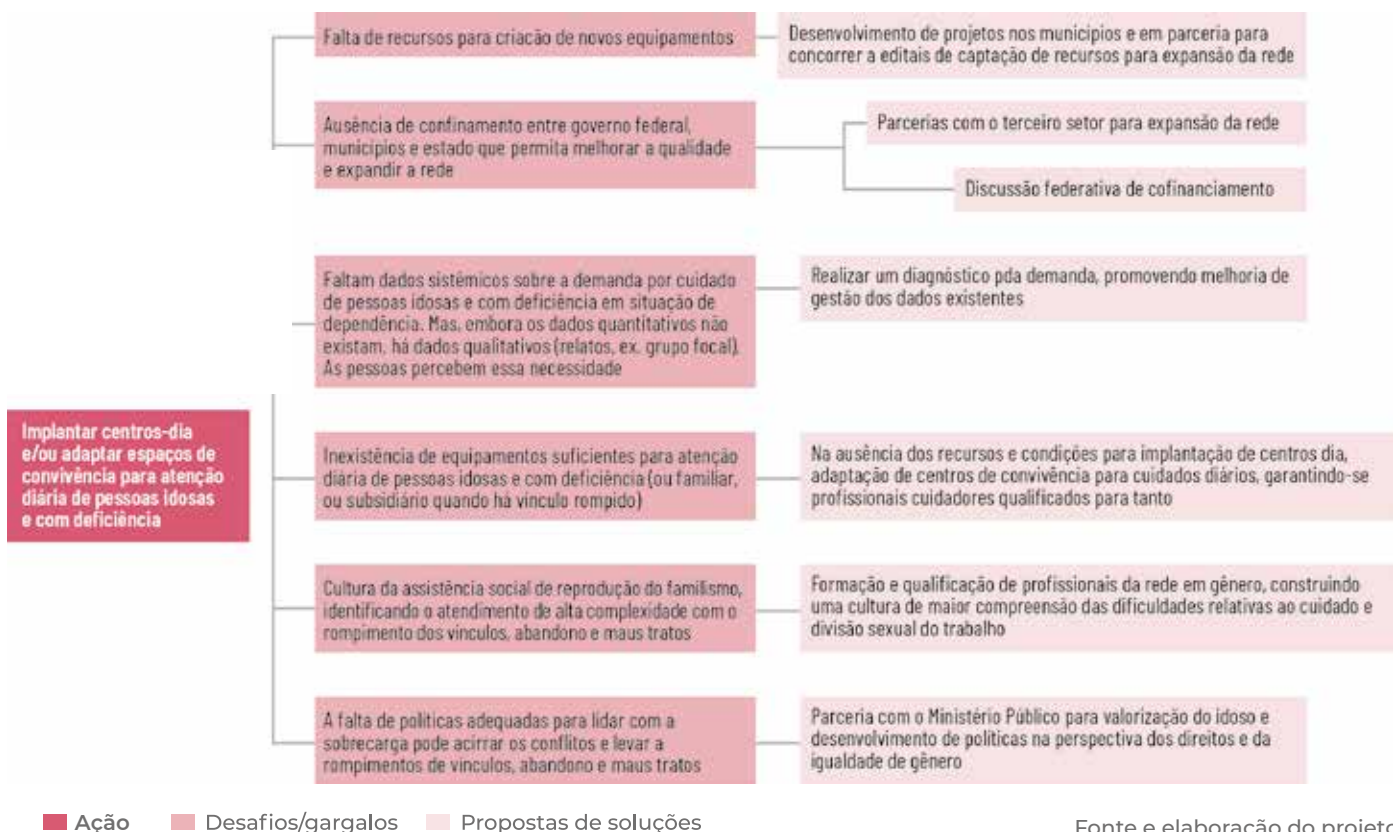 Falta de recursos para criacão de novos equipamentos
Desenvolvimento de projetos nos municípios e em parceria para
concorrer a editais de captação de recursos para expansão da rede
Ausência de confinamento entre governo federal,
municípios e estado que permita melhorar a qualidade
e expandir a rede
Parcerias com o terceiro setor para expansão da rede
Discussão federativa de cofinanciamento
Faltam dados sistêmicos sobre a demanda por cuidado
de pessoas idosas e com deficiência em situação de
dependência. Mas, embora os dados quantitativos não
existam, há dados qualitativos (relatos, ex. grupo focal).
As pessoas percebem essa necessidade
Realizar um diagnóstico pda demanda, promovendo melhoria de
gestão dos dados existentes
Implantar centros-dia
e/ou adaptar espaços de
convivência para atenção
diária de pessoas idosas
e com deficiência
Inexistência de equipamentos suficientes para atenção
diária de pessoas idosas e com deficiência (ou familiar,
ou subsidiário quando há vínculo rompido)
Na ausência dos recursos e condições para implantação de centros dia,
adaptação de centros de convivência para cuidados diários, garantindo-se
profissionais cuidadores qualificados para tanto
Cultura da assistência social de reprodução do familismo,
identificando o atendimento de alta complexidade com o
rompimento dos vínculos, abandono e maus tratos
Formação e qualificação de profissionais da rede em gênero, construindo
uma cultura de maior compreensão das dificuldades relativas ao cuidado e
divisão sexual do trabalho
A falta de políticas adequadas para lidar com a
sobrecarga pode acirrar os conflitos e levar a
rompimentos de vínculos, abandono e maus tratos
Parceria com o Ministério Público para valorização do idoso e
desenvolvimento de políticas na perspectiva dos direitos e da
igualdade de gênero
Ação Desafios/gargalos Propostas de soluções
Fonte e elaboração do projeto